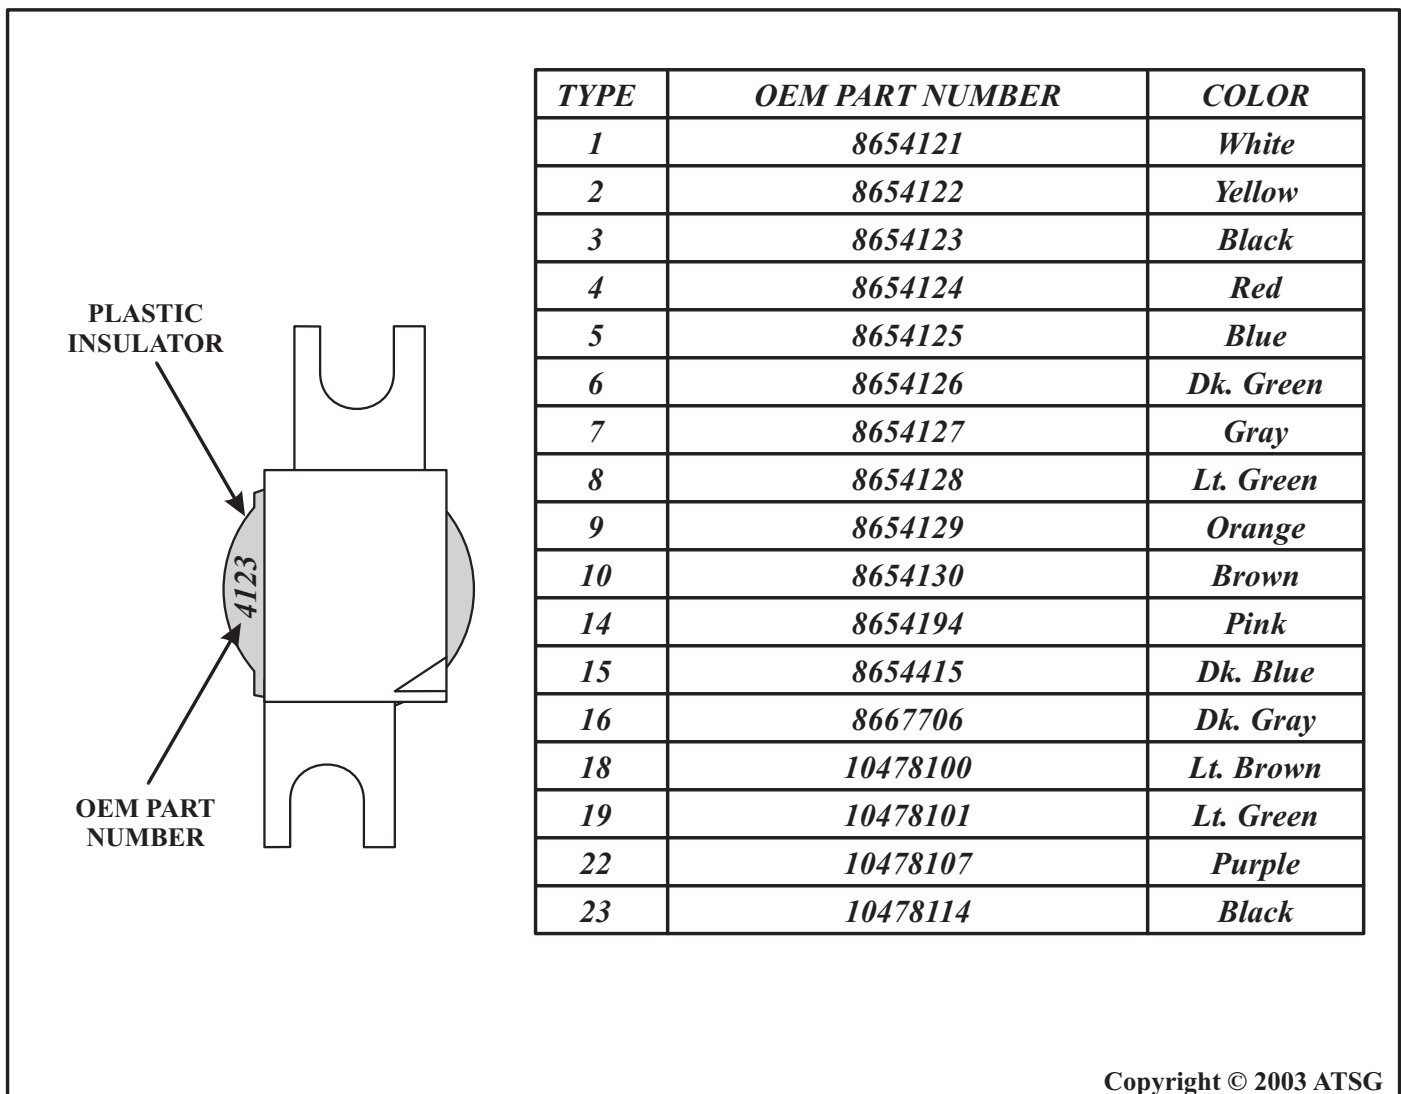 TYPE OEM PART NUMBER COLOR
1 8654121 White
2 8654122 Yellow
3 8654123 Black
4 8654124 Red
5 8654125 Blue
6 8654126 Dk. Green
7 8654127 Gray
8 8654128 Lt. Green
9 8654129 Orange
10 8654130 Brown
14 8654194 Pink
15 8654415 Dk. Blue
16 8667706 Dk. Gray
18 10478100 Lt. Brown
19 10478101 Lt. Green
22 10478107 Purple
23 10478114 Black
PLASTIC
INSULATOR
4123
OEM PART
NUMBER
Copyright © 2003 ATSG